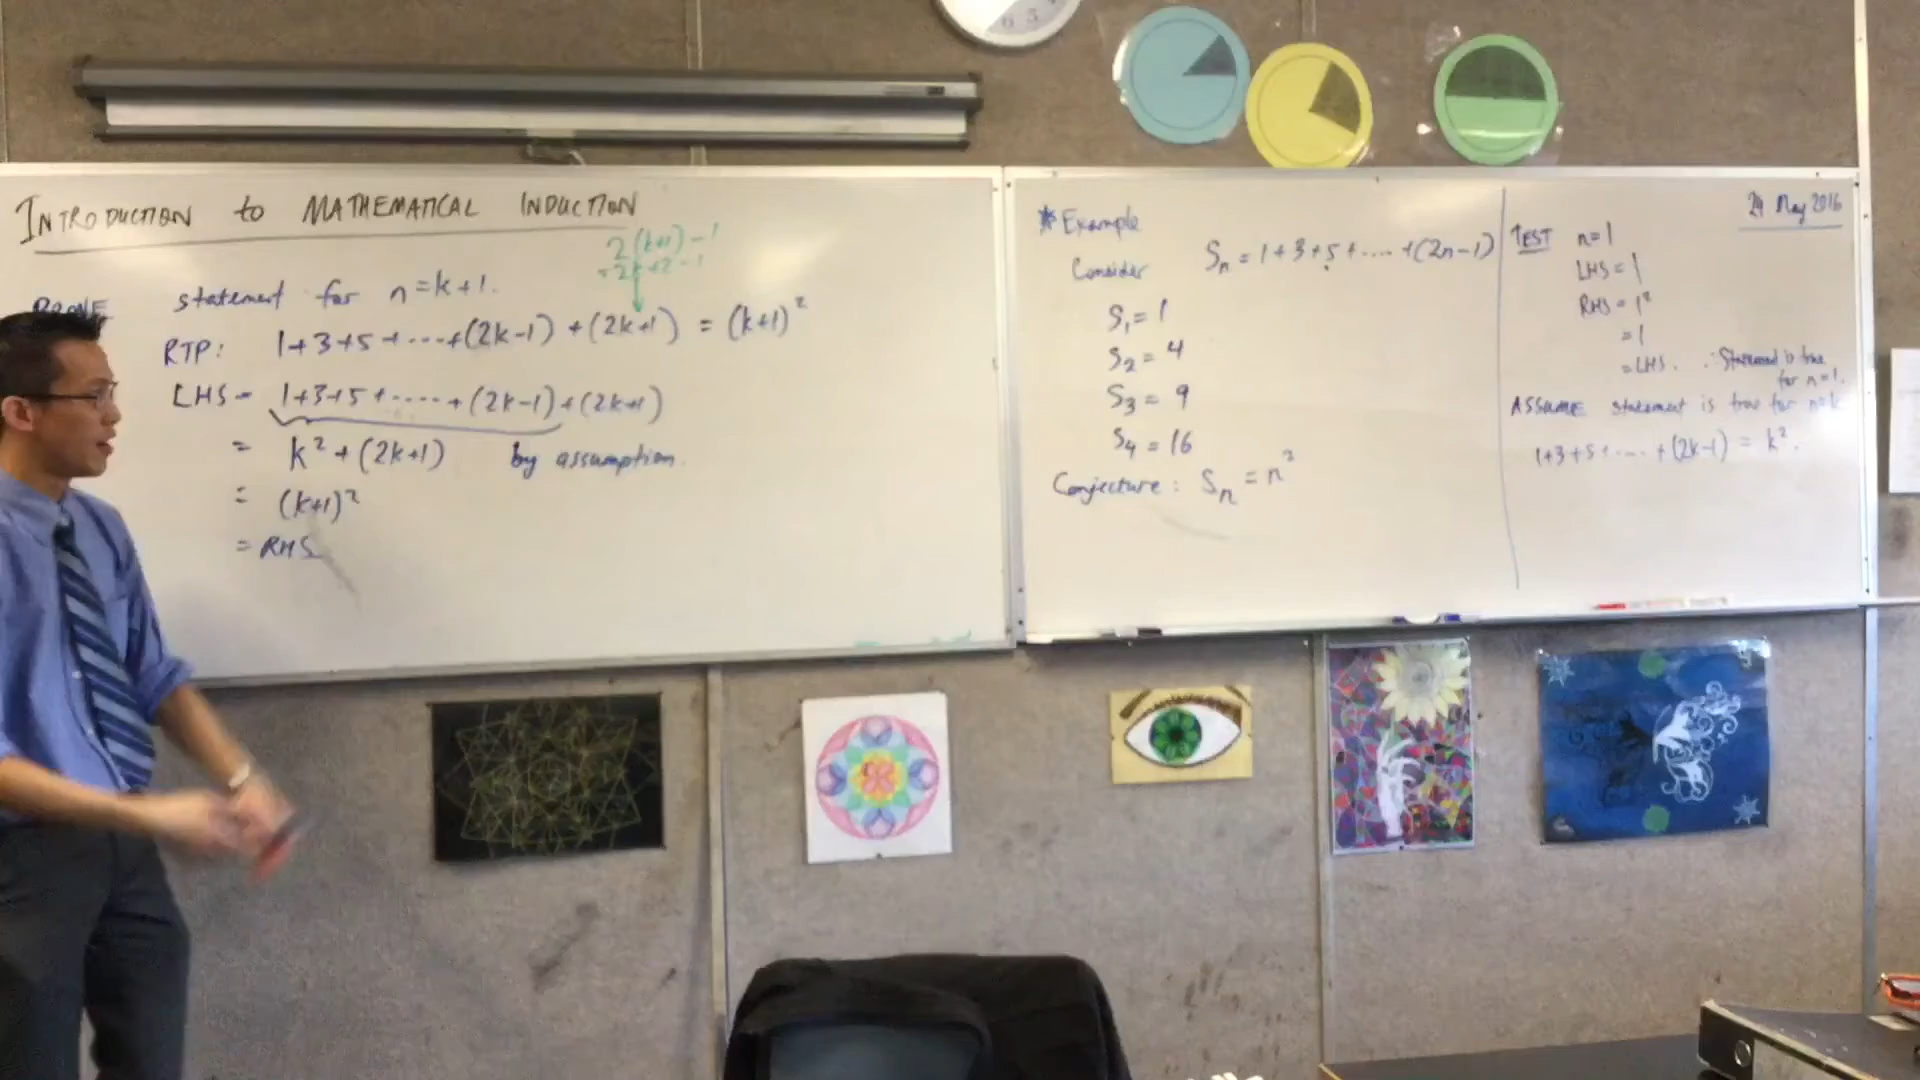 INTRODUCTION to MATHEMATICAL INDUCTION
2(k+1)-1
=2k+2-1
PROVE statement for n=k+1.
RTP: 1+3+5+....+(2k-1)+(2k+1) = (k+1)²
LHS = 1+3+5+.....+(2k-1)+(2k+1)
= k²+(2k+1) by assumption.
= (k+1)²
= RHS
* Example
Consider Sₙ = 1+3+5+....+(2n-1)
S₁ = 1
S₂ = 4
S₃ = 9
S₄ = 16
Conjecture: Sₙ = n²
24 May 2016
TEST n=1
LHS = 1
RHS = 1²
= 1
= LHS. ∴ Statement is true
for n=1.
ASSUME statement is true for n=k
1+3+5+....+(2k-1) = k².